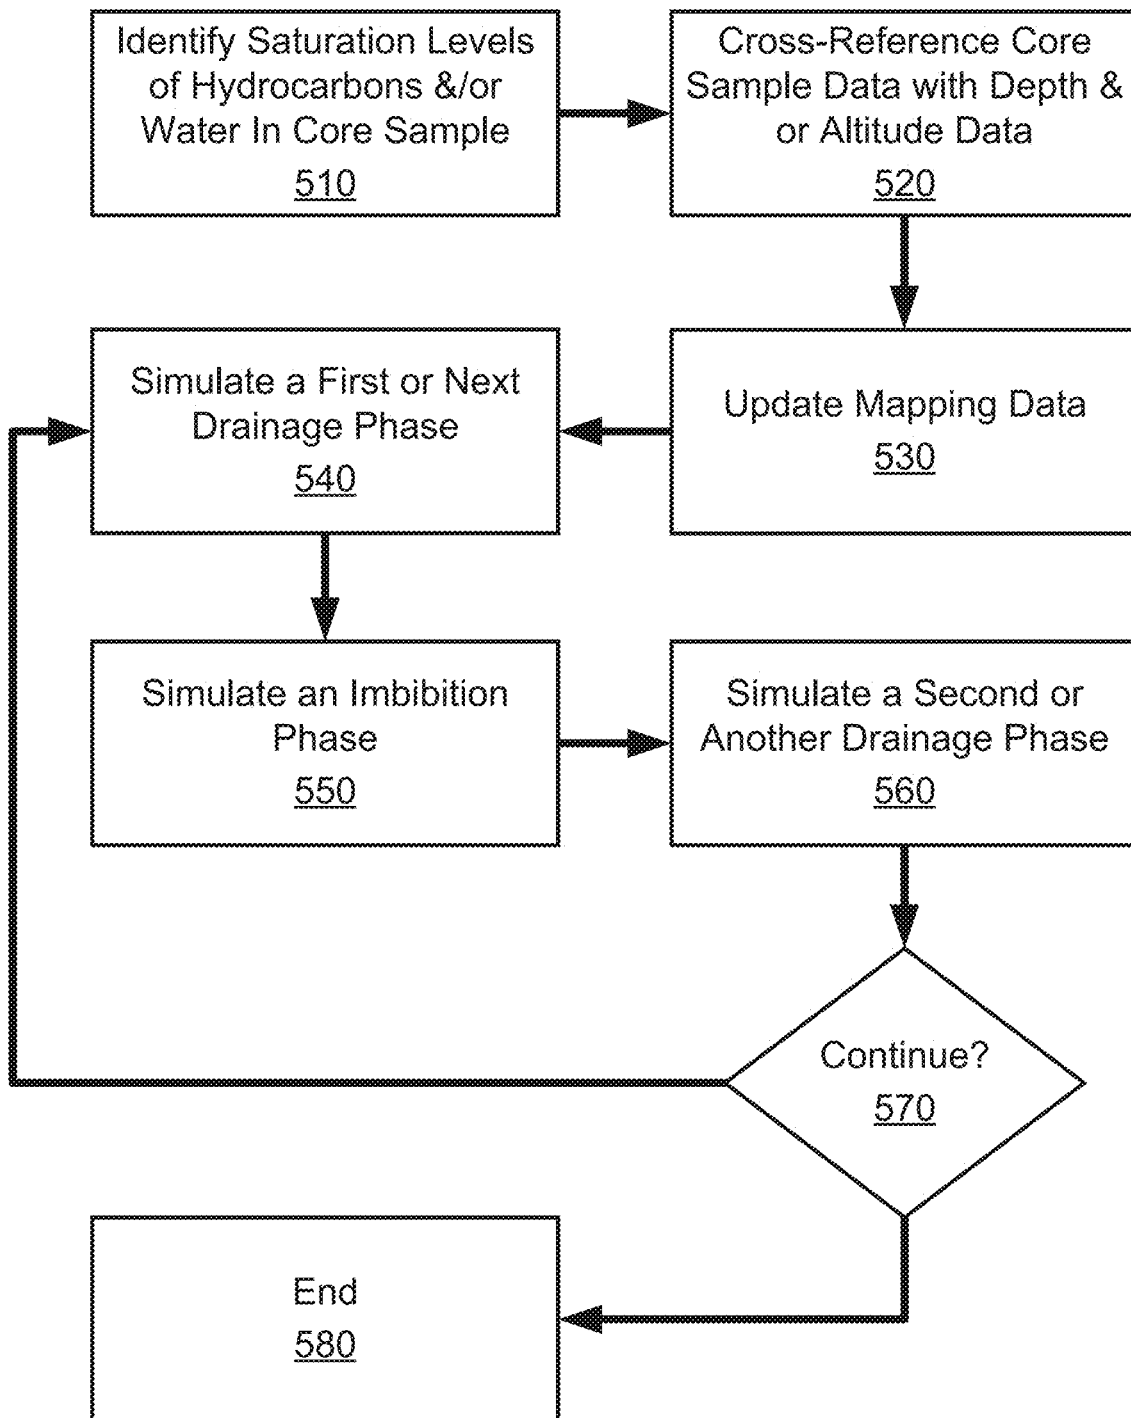 Identify Saturation Levels
of Hydrocarbons &/or
Water In Core Sample
510
Cross-Reference Core
Sample Data with Depth &
or Altitude Data
520
Update Mapping Data
530
Simulate a First or Next
Drainage Phase
540
Simulate an Imbibition
Phase
550
Simulate a Second or
Another Drainage Phase
560
Continue?
570
End
580